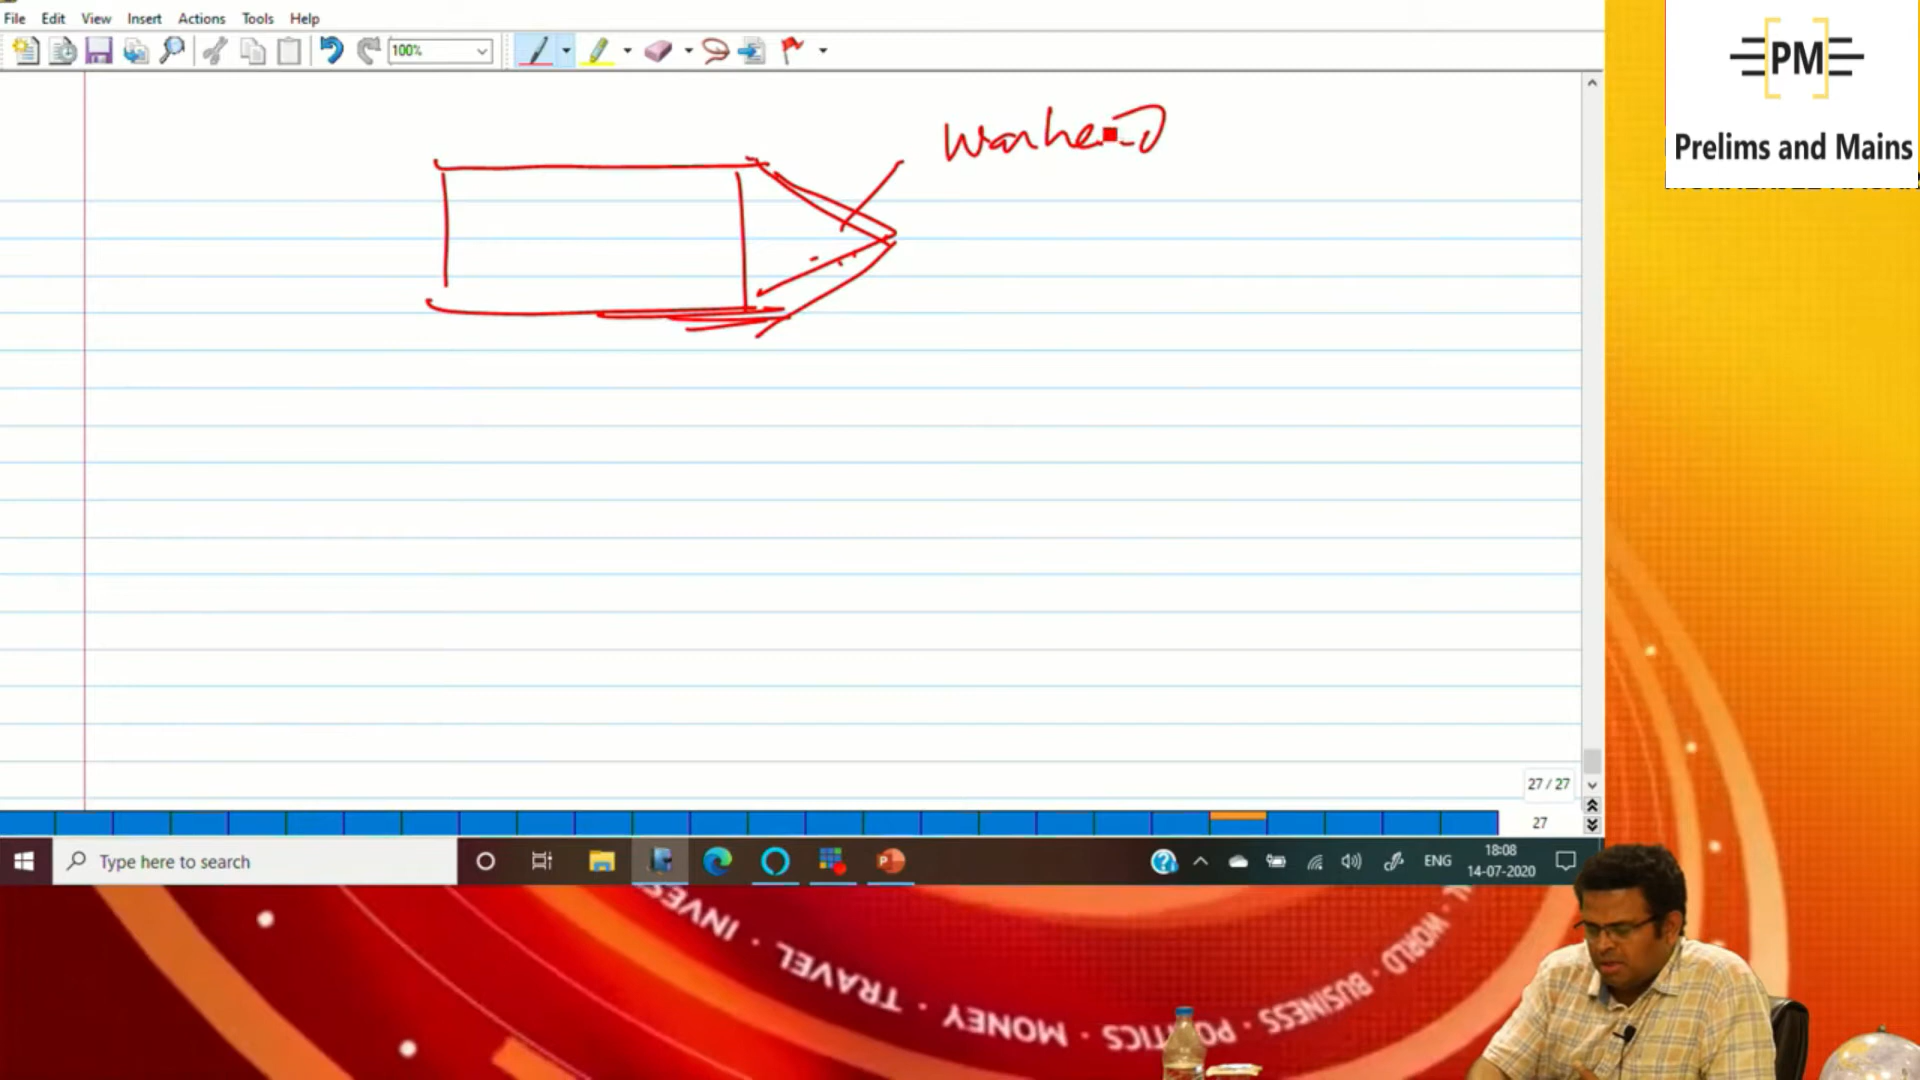 File Edit View Insert Actions Tools Help
100%
PM
Prelims and Mains
Warhead
27 / 27
27
Type here to search
ENG
18:08
14-07-2020
INVEST · TRAVEL · MONEY · POLITICS · BUSINESS · WORLD ·